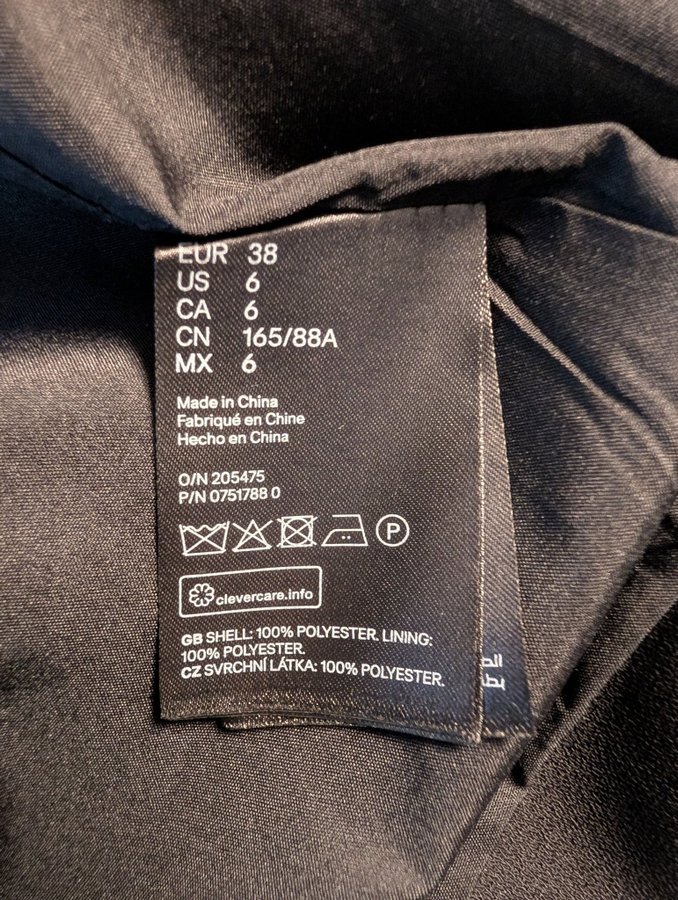 EUR 38
US 6
CA 6
CN 165/88A
MX 6
Made in China
Fabriqué en Chine
Hecho en China
O/N 205475
P/N 0751788 0
P
clevercare.info
GB SHELL: 100% POLYESTER. LINING:
100% POLYESTER.
CZ SVRCHNÍ LÁTKA: 100% POLYESTER.